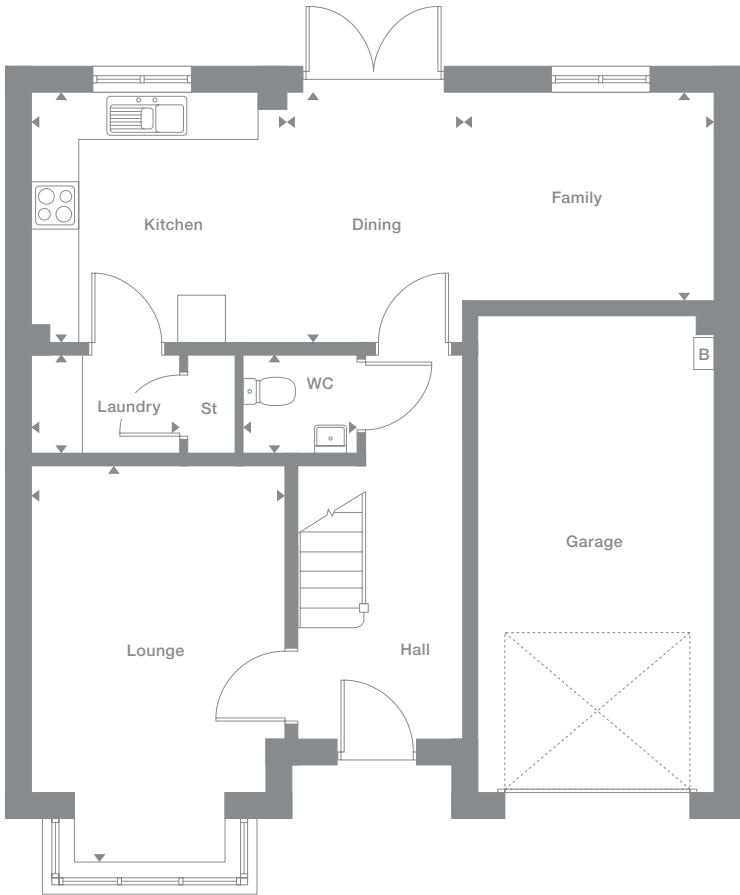 Family
Kitchen
Dining
B
WC
Laundry
St
Garage
Lounge
Hall